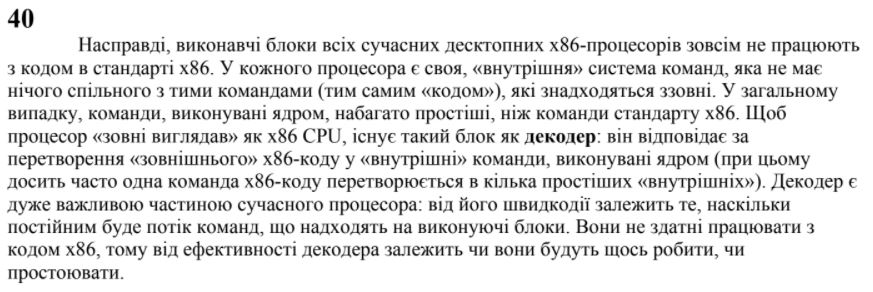 40
Насправді, виконавчі блоки всіх сучасних десктопних x86-процесорів зовсім не працюють
з кодом в стандарті x86. У кожного процесора є своя, «внутрішня» система команд, яка не має
нічого спільного з тими командами (тим самим «кодом»), які знадходяться ззовні. У загальному
випадку, команди, виконувані ядром, набагато простіші, ніж команди стандарту x86. Щоб
процесор «зовні виглядав» як x86 CPU, існує такий блок як декодер: він відповідає за
перетворення «зовнішнього» x86-коду у «внутрішні» команди, виконувані ядром (при цьому
досить часто одна команда x86-коду перетворюється в кілька простіших «внутрішніх»). Декодер є
дуже важливою частиною сучасного процесора: від його швидкодії залежить те, наскільки
постійним буде потік команд, що надходять на виконуючі блоки. Вони не здатні працювати з
кодом x86, тому від ефективності декодера залежить чи вони будуть щось робити, чи
простоювати.